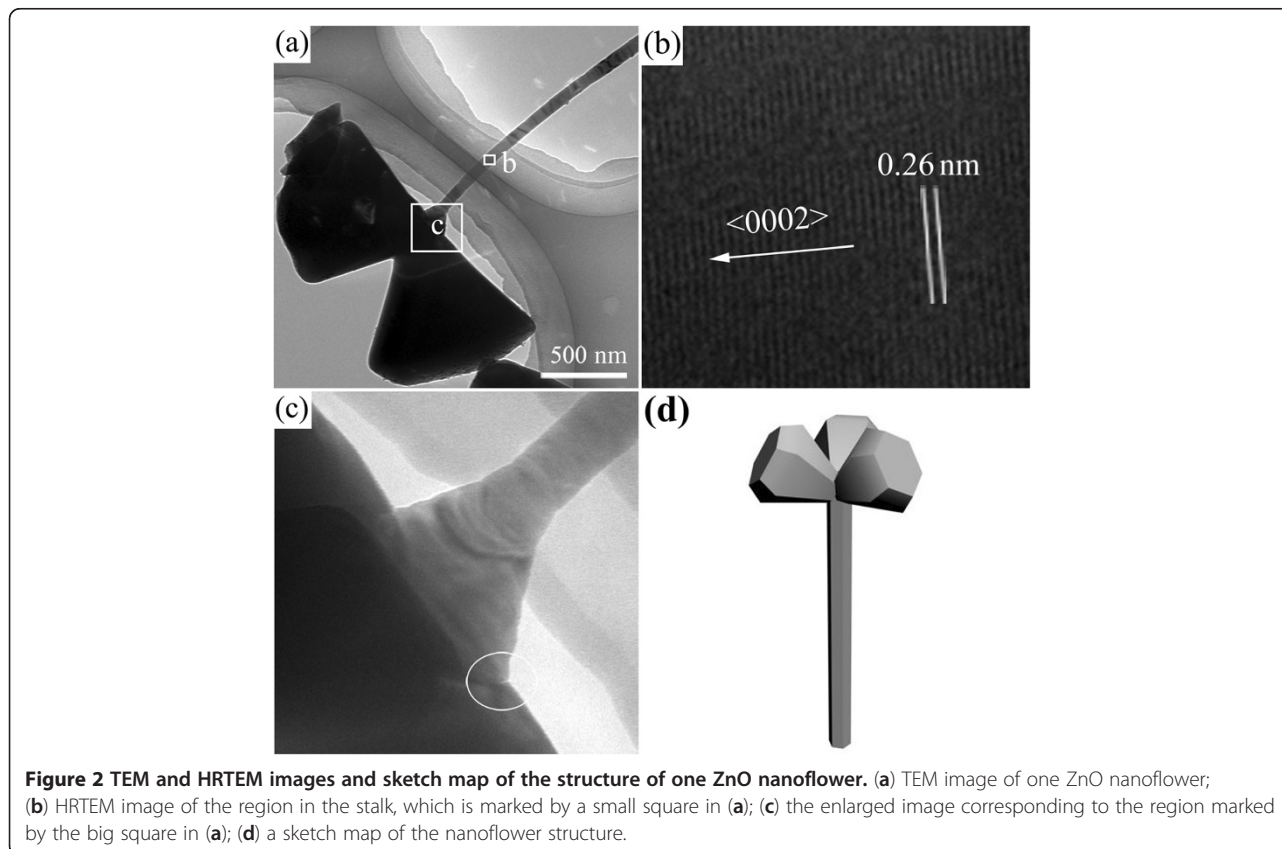 (a)
b
c
500 nm
(b)
0.26 nm
<0002>
(c)
(d)
Figure 2 TEM and HRTEM images and sketch map of the structure of one ZnO nanoflower. (a) TEM image of one ZnO nanoflower;
(b) HRTEM image of the region in the stalk, which is marked by a small square in (a); (c) the enlarged image corresponding to the region marked
by the big square in (a); (d) a sketch map of the nanoflower structure.